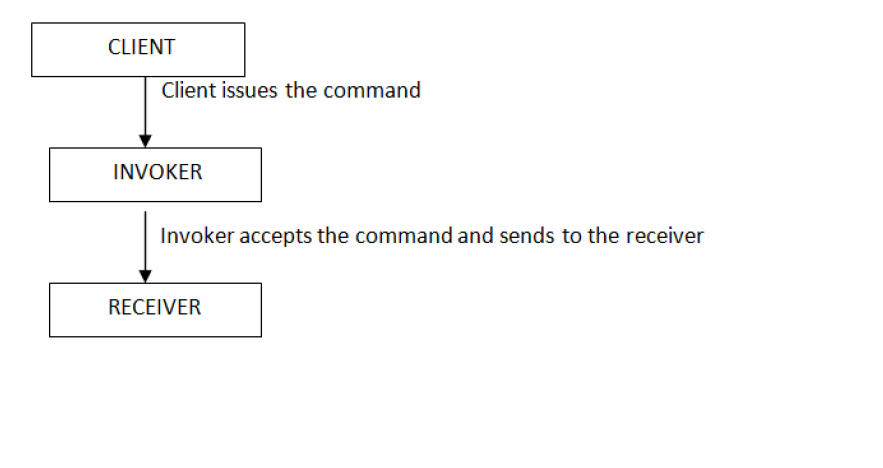 CLIENT
Client issues the command
INVOKER
Invoker accepts the command and sends to the receiver
RECEIVER